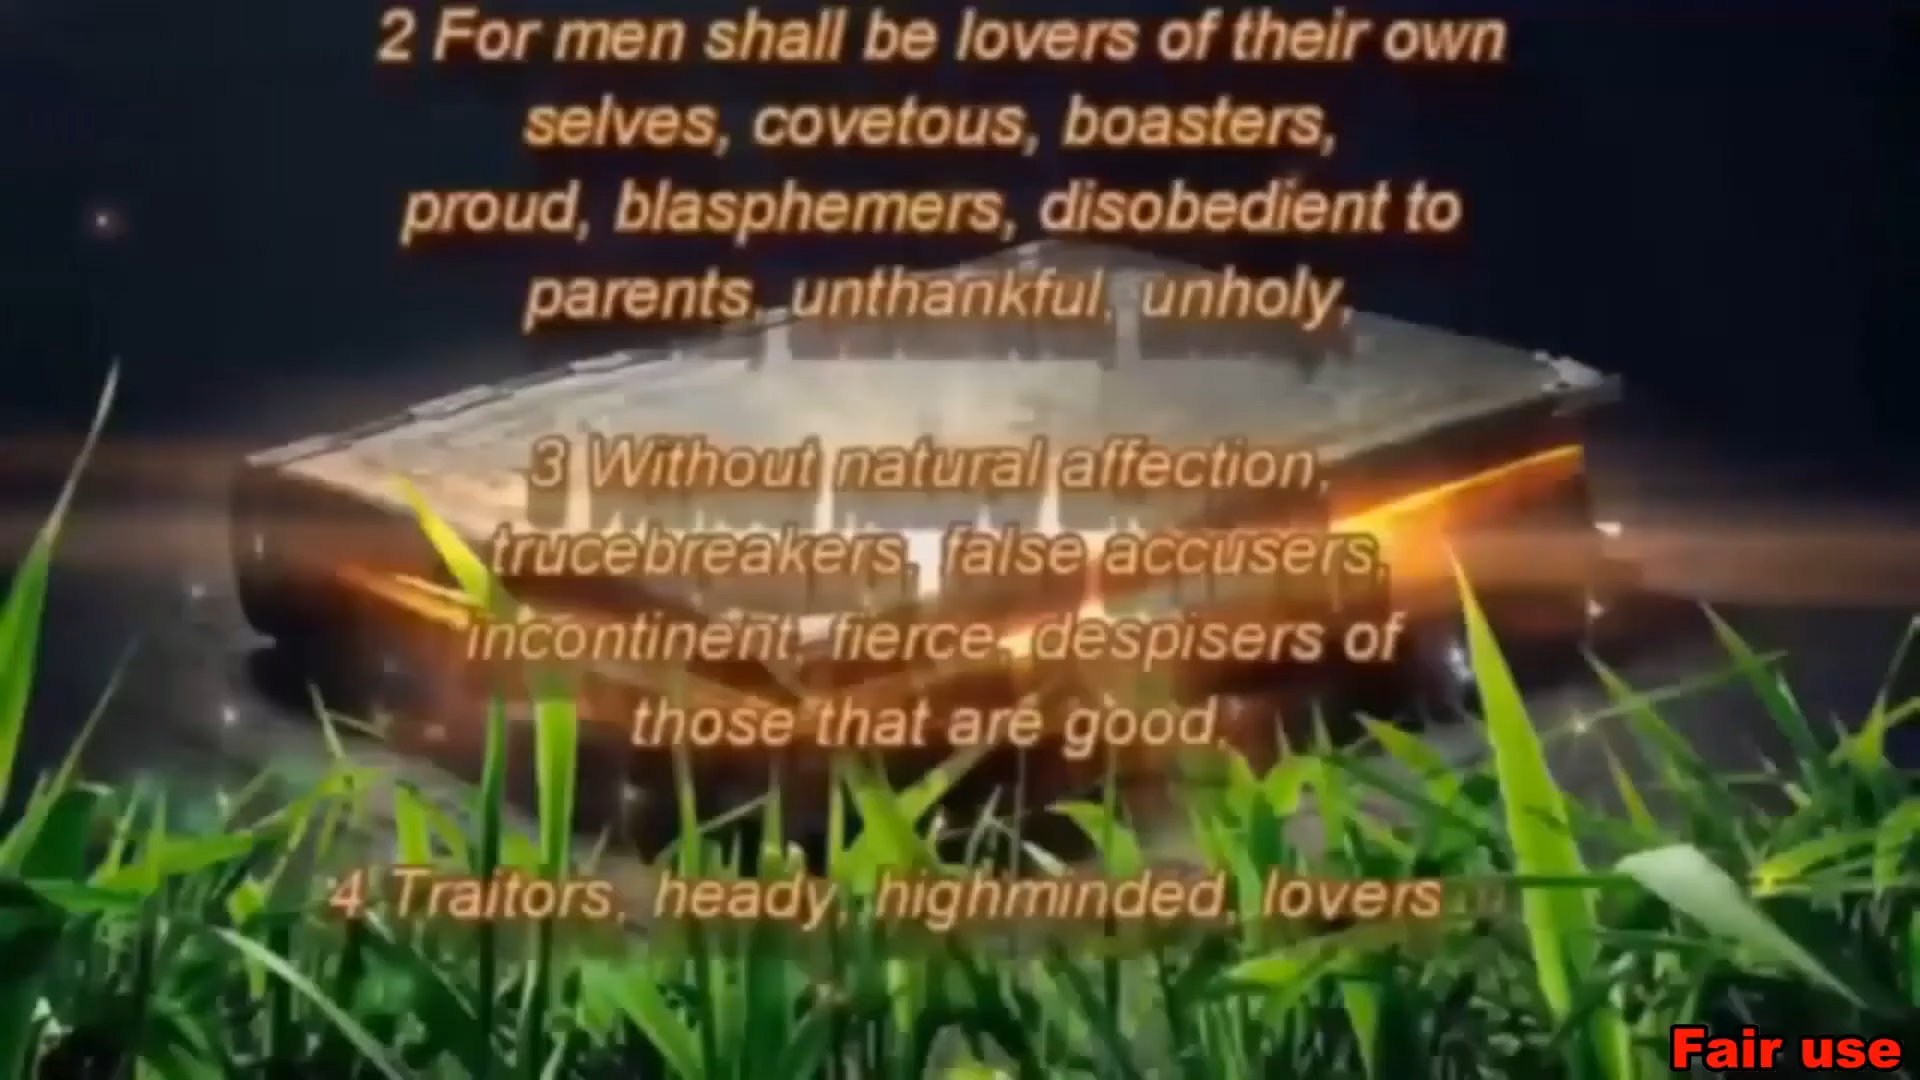 2 For men shall be lovers of their own
selves, covetous, boasters,
proud, blasphemers, disobedient to
parents, unthankful, unholy,
3 Without natural affection,
trucebreakers, false accusers,
incontinent, fierce, despisers of
those that are good,
4 Traitors, heady, highminded, lovers
Fair use